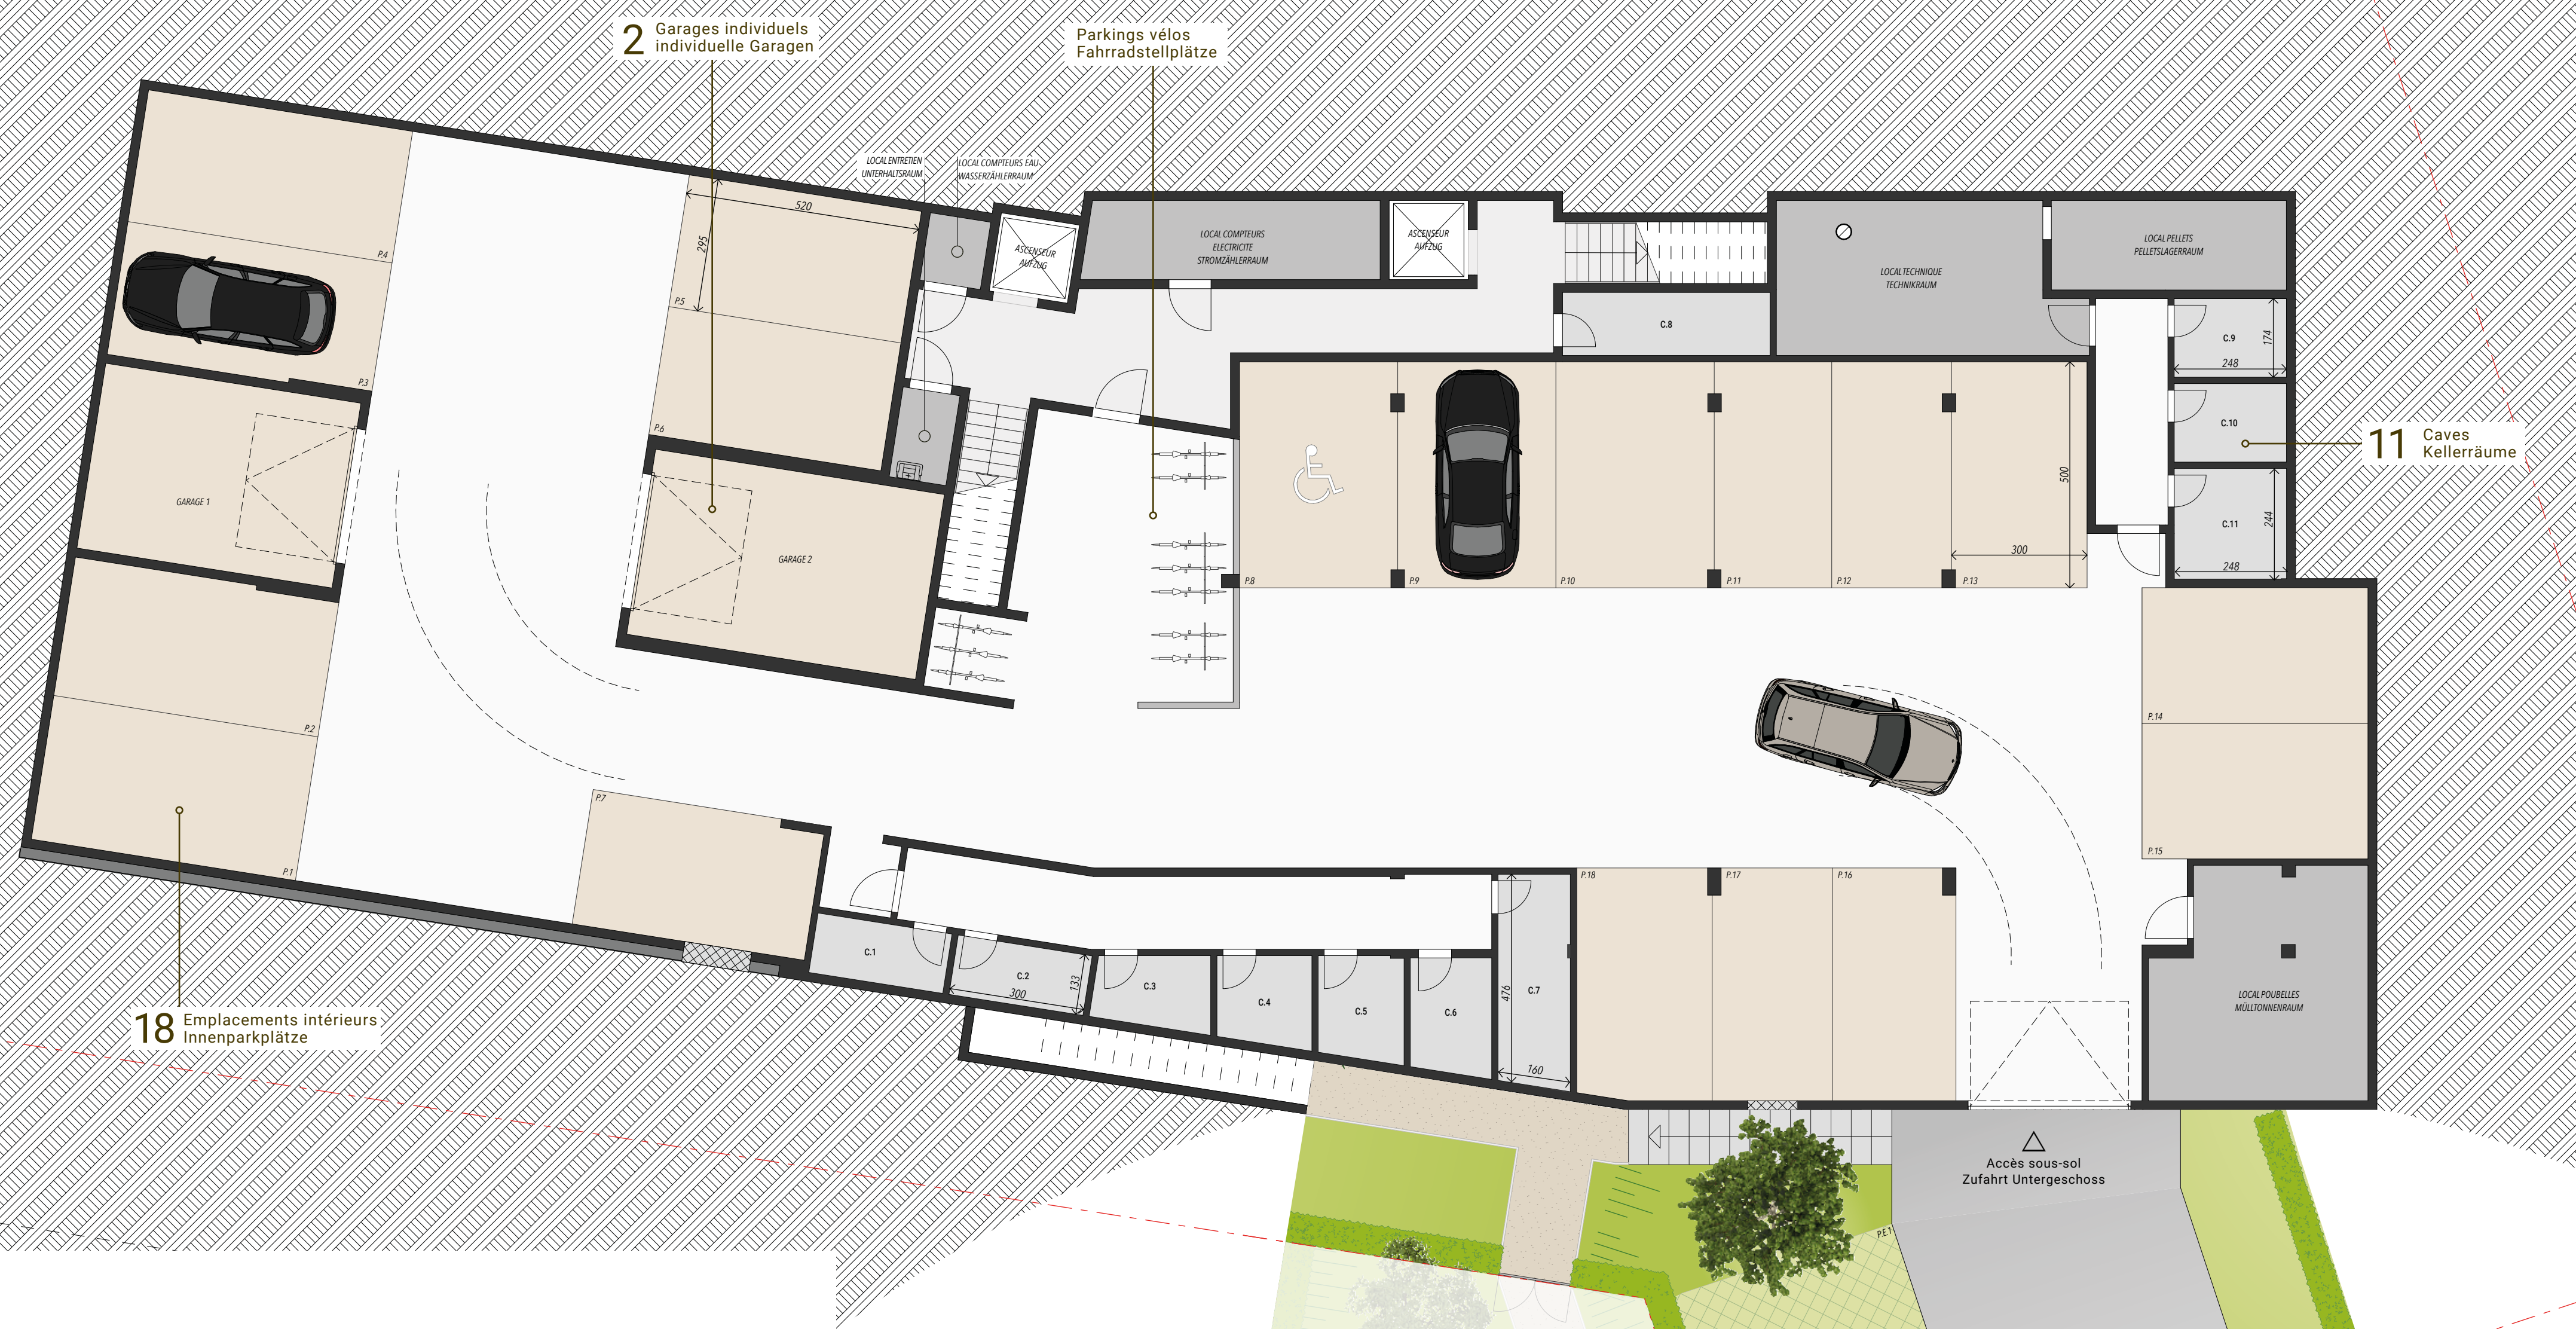 2 Garages individuels
individuelle Garagen
Parkings vélos
Fahrradstellplätze
LOCAL ENTRETIEN
UNTERHALTSRAUM
LOCAL COMPTEURS EAU
WASSERZÄHLERRAUM
520
295
P.4
P.5
P.3
P.6
ASCENSEUR
AUFZUG
LOCAL COMPTEURS
ELECTRICITE
STROMZÄHLERRAUM
ASCENSEUR
AUFZUG
LOCAL TECHNIQUE
TECHNIKRAUM
LOCAL PELLETS
PELLETSLAGERRAUM
C.8
C.9
174
248
C.10
11 Caves
Kellerräume
C.11
244
248
GARAGE 1
GARAGE 2
500
300
P.8
P.9
P.10
P.11
P.12
P.13
P.14
P.15
P.2
P.1
P.7
18 Emplacements intérieurs
Innenparkplätze
C.1
C.2
300
133
C.3
C.4
C.5
C.6
C.7
476
160
P.18
P.17
P.16
LOCAL POUBELLES
MÜLLTONNENRAUM
Accès sous-sol
Zufahrt Untergeschoss
P.E.1